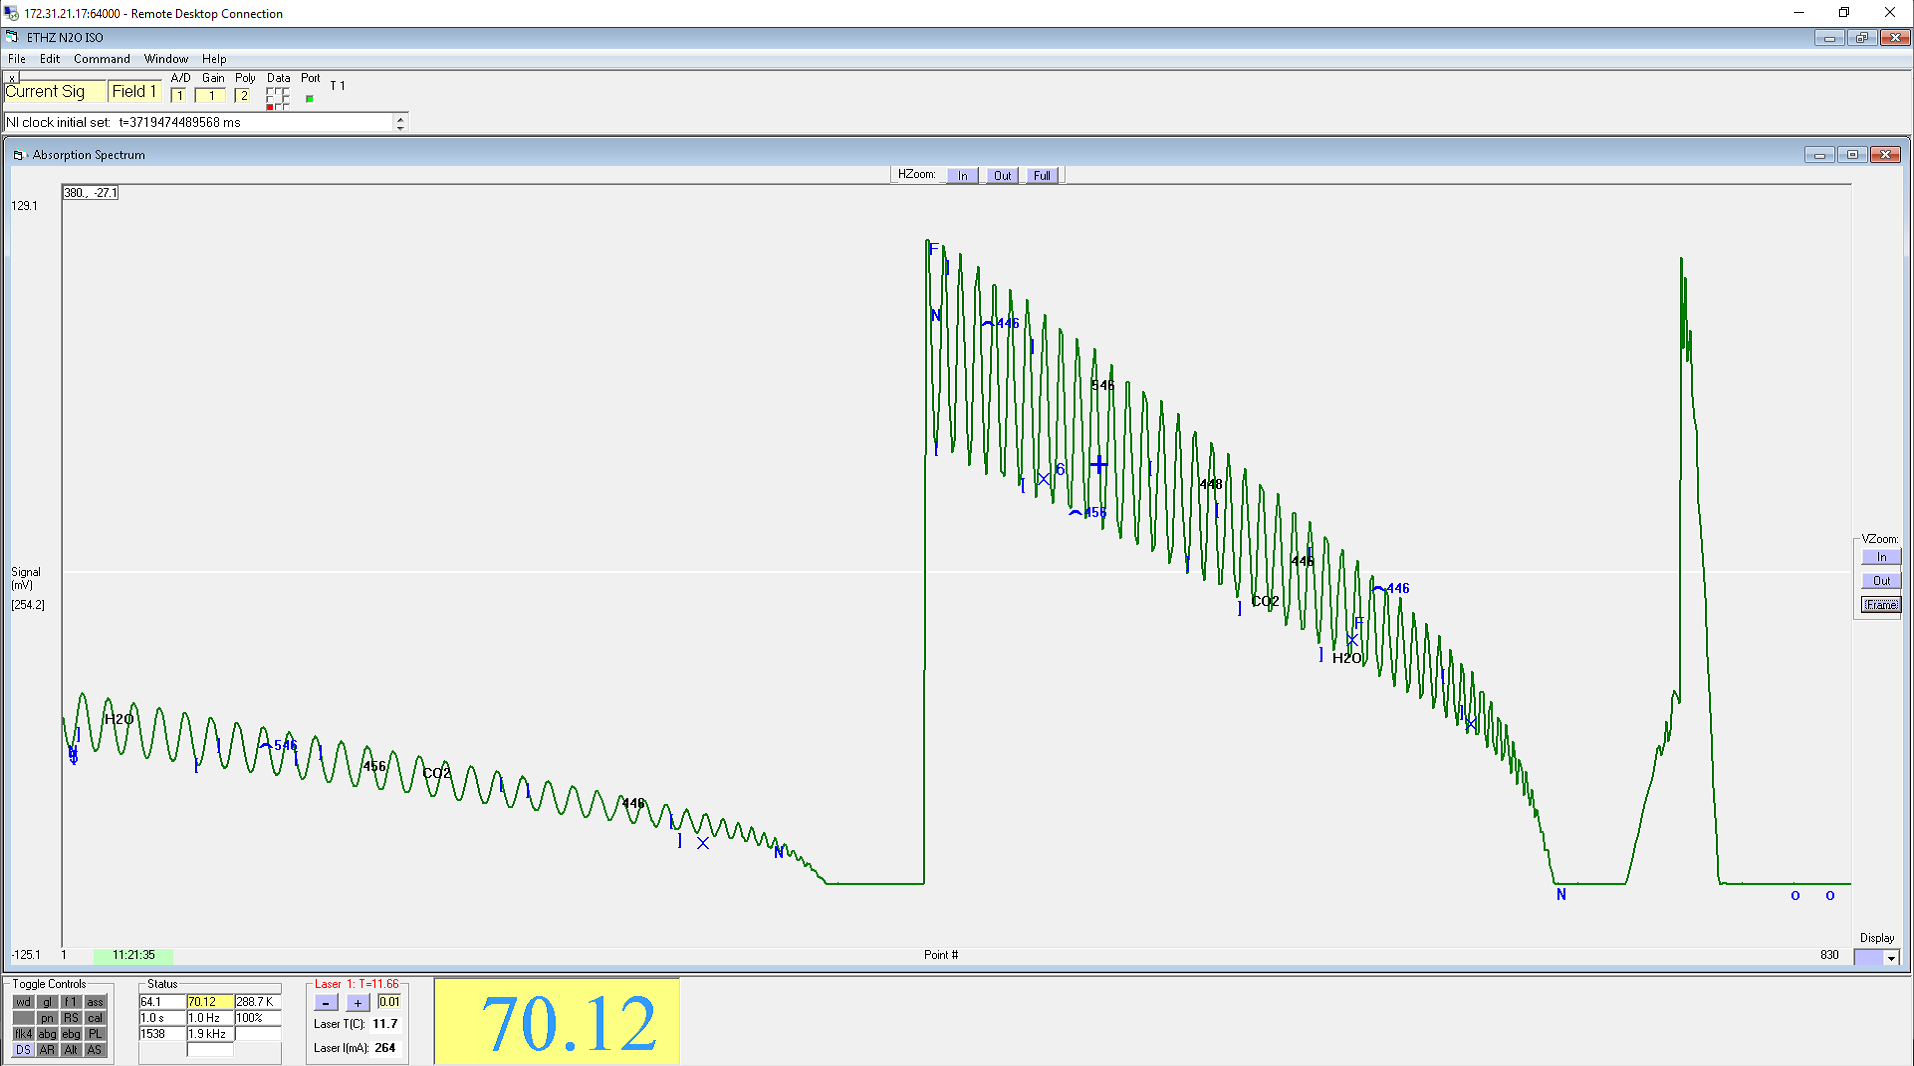 172.31.21.17:64000 - Remote Desktop Connection
ETHZ N2O ISO
File Edit Command Window Help
x
A/D Gain Poly Data Port T 1
Current Sig Field 1 1 1 2
NI clock initial set: t=3719474489568 ms
Absorption Spectrum
HZoom: In Out Full
380., -27.1
129.1
F
N
446
546
6
448
456
446
446
Signal
(mV)
[254.2]
CO2
F
H2O
H2O
546
456
CO2
446
N
N
o o
VZoom:
In
Out
Frame
Display
-125.1 1 11:21:35 Point # 830
Toggle Controls
wd gl f1 ass
pn RS cal
flk4 abg ebg PL
DS AR Alt AS
Status
64.1 70.12 288.7 K
1.0 s 1.0 Hz 100%
1538 1.9 kHz
Laser 1: T=11.66
- + 0.01
Laser T(C): 11.7
Laser I(mA): 264
70.12